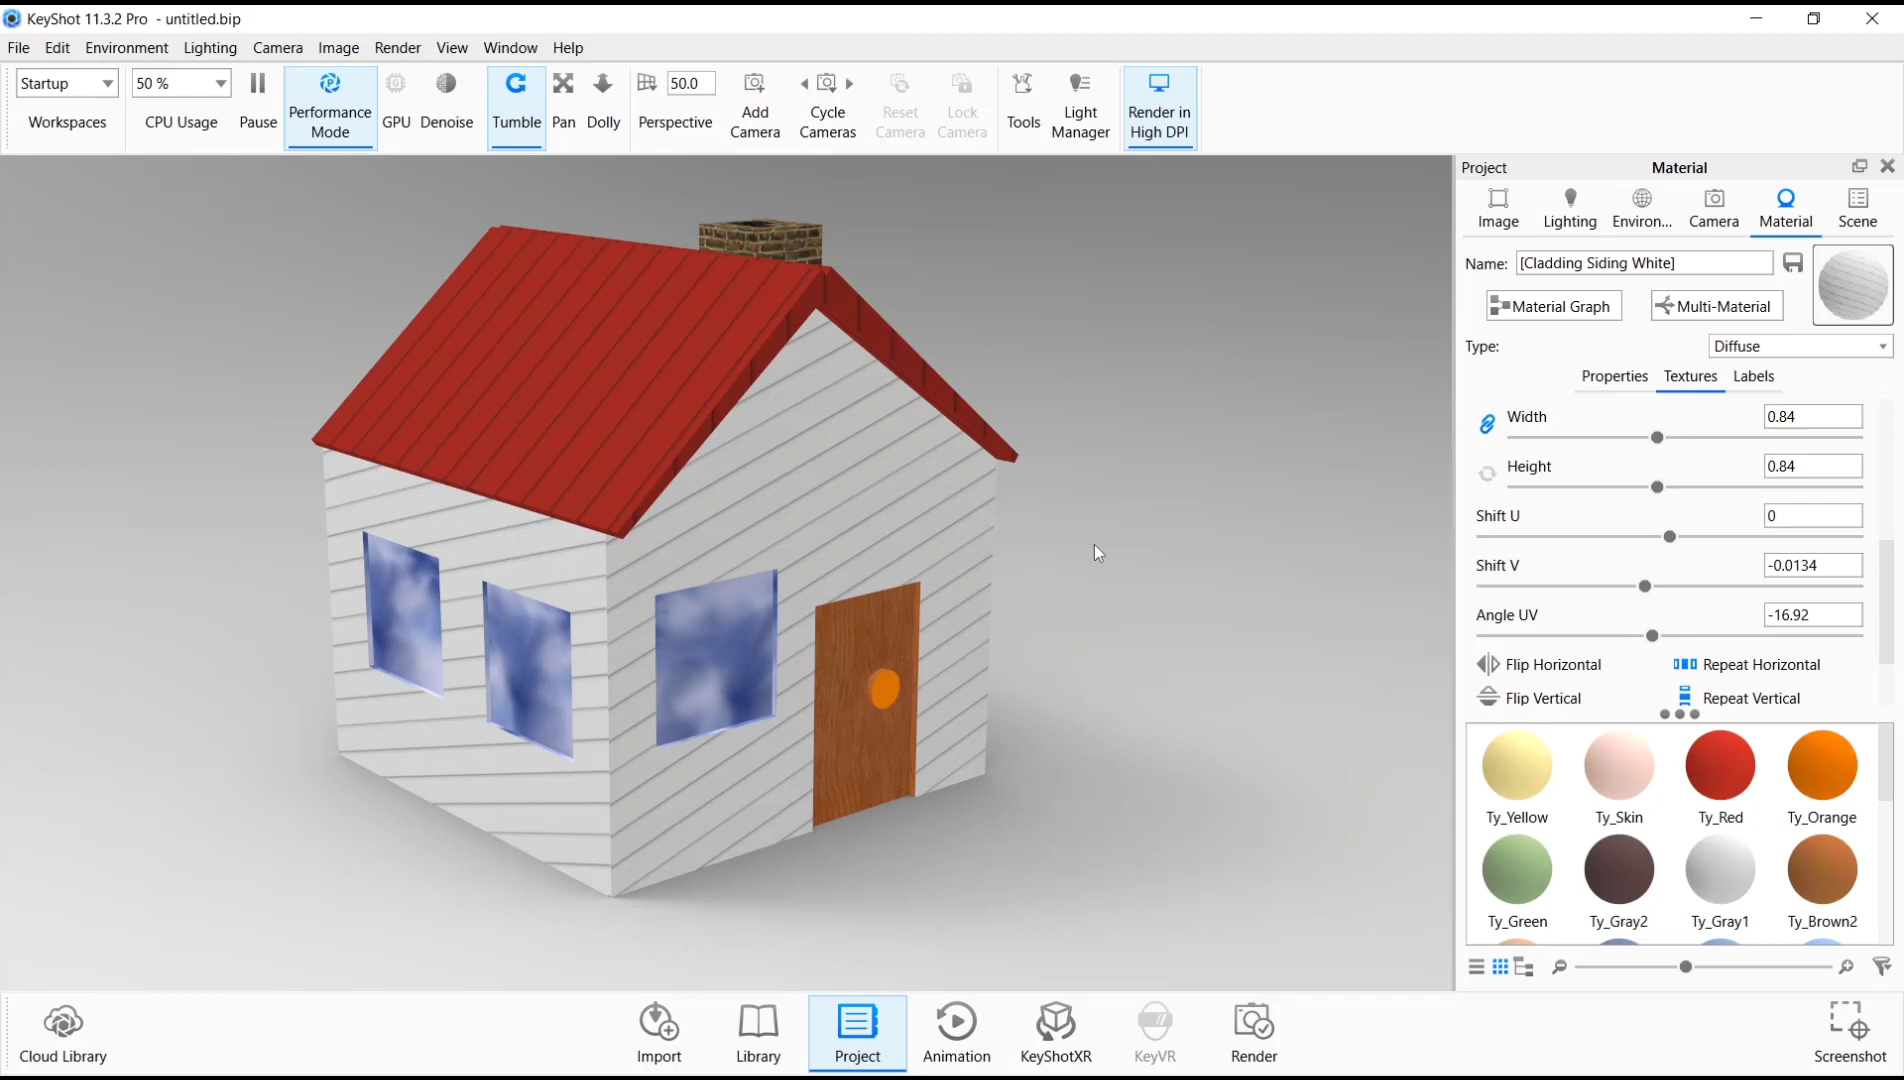 KeyShot 11.3.2 Pro - untitled.bip
File Edit Environment Lighting Camera Image Render View Window Help
Startup
Workspaces
50 %
CPU Usage
Pause
Performance
Mode
GPU
Denoise
Tumble
Pan
Dolly
50.0
Perspective
Add
Camera
Cycle
Cameras
Reset
Camera
Lock
Camera
Tools
Light
Manager
Render in
High DPI
Project
Material
Image
Lighting
Environ...
Camera
Material
Scene
Name: [Cladding Siding White]
Material Graph
Multi-Material
Type: Diffuse
Properties Textures Labels
Width 0.84
Height 0.84
Shift U 0
Shift V -0.0134
Angle UV -16.92
Flip Horizontal Repeat Horizontal
Flip Vertical Repeat Vertical
Ty_Yellow Ty_Skin Ty_Red Ty_Orange
Ty_Green Ty_Gray2 Ty_Gray1 Ty_Brown2
Cloud Library
Import
Library
Project
Animation
KeyShotXR
KeyVR
Render
Screenshot